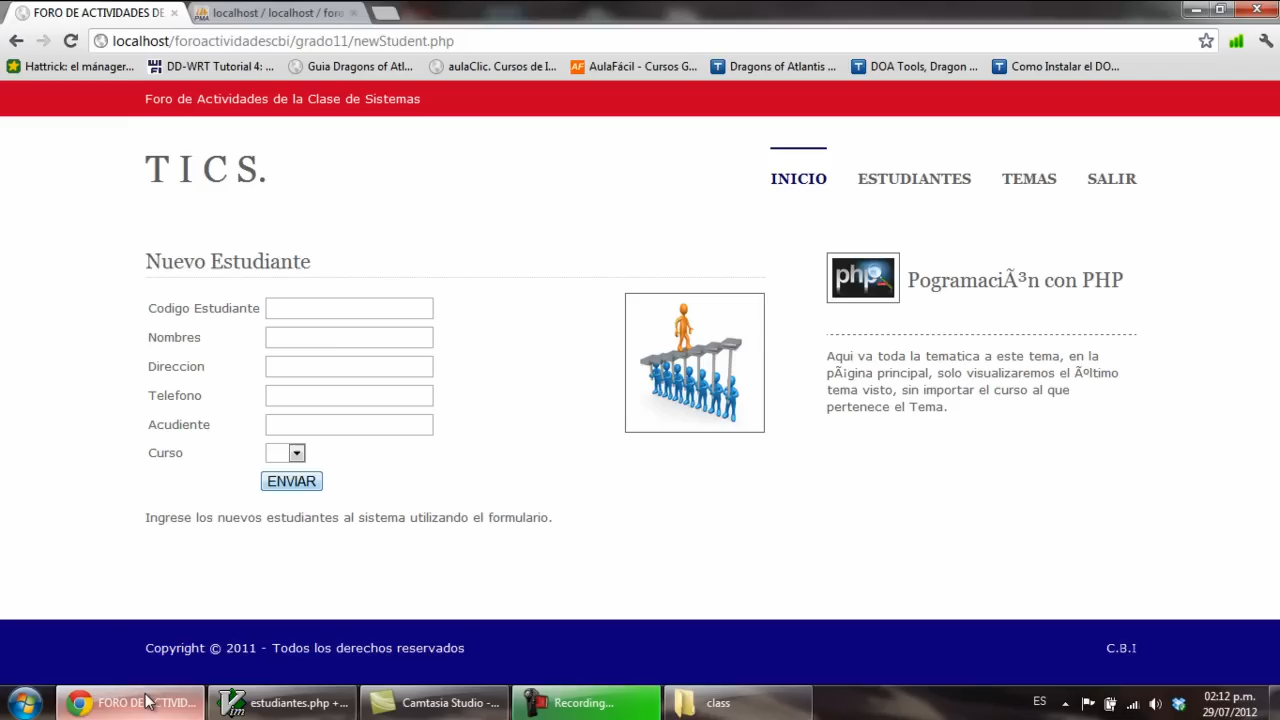 FORO DE ACTIVIDADES DE
localhost / localhost / foro
localhost/foroactividadescbi/grado11/newStudent.php
Hattrick: el mánager...
DD-WRT Tutorial 4: ...
Guia Dragons of Atl...
aulaClic. Cursos de I...
AulaFácil - Cursos G...
Dragons of Atlantis ...
DOA Tools, Dragon ...
Como Instalar el DO...
Foro de Actividades de la Clase de Sistemas
T I C S.
INICIO ESTUDIANTES TEMAS SALIR
Nuevo Estudiante
Codigo Estudiante
Nombres
Direccion
Telefono
Acudiente
Curso
ENVIAR
Ingrese los nuevos estudiantes al sistema utilizando el formulario.
php
PogramaciÃ³n con PHP
Aqui va toda la tematica a este tema, en la
pÃ¡gina principal, solo visualizaremos el Ãºltimo
tema visto, sin importar el curso al que
pertenece el Tema.
Copyright © 2011 - Todos los derechos reservados
C.B.I
FORO DE ACTIVID...
estudiantes.php +...
Camtasia Studio -...
Recording...
class
ES
02:12 p.m.
29/07/2012